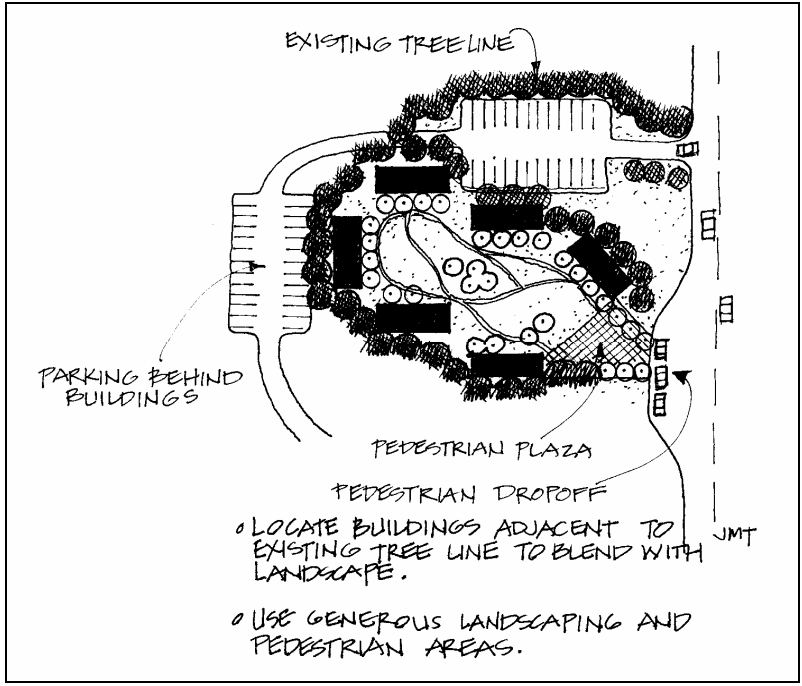 EXISTING TREELINE
PARKING BEHIND
BUILDINGS
PEDESTRIAN PLAZA
PEDESTRIAN DROPOFF
JMT
o LOCATE BUILDINGS ADJACENT TO
EXISTING TREE LINE TO BLEND WITH
LANDSCAPE.
o USE GENEROUS LANDSCAPING AND
PEDESTRIAN AREAS.